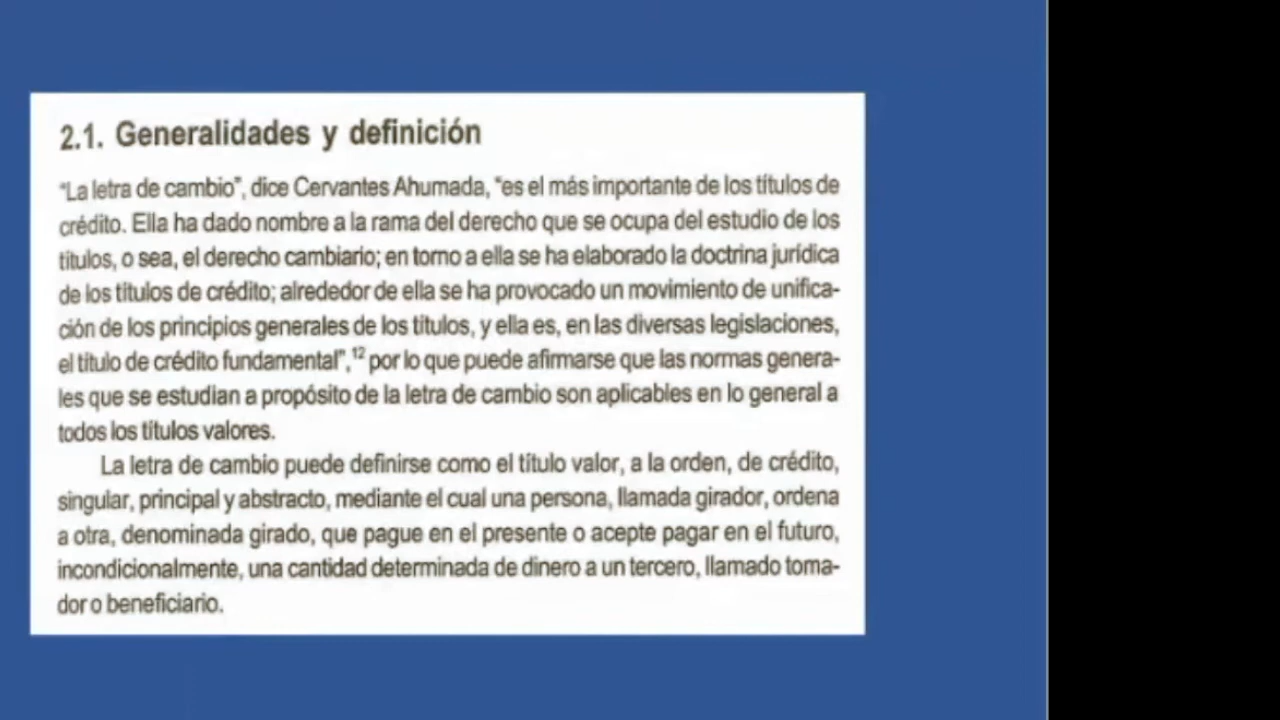 2.1. Generalidades y definición
“La letra de cambio”, dice Cervantes Ahumada, “es el más importante de los títulos de
crédito. Ella ha dado nombre a la rama del derecho que se ocupa del estudio de los
títulos, o sea, el derecho cambiario; en torno a ella se ha elaborado la doctrina jurídica
de los títulos de crédito; alrededor de ella se ha provocado un movimiento de unifica-
ción de los principios generales de los títulos, y ella es, en las diversas legislaciones,
el título de crédito fundamental”,¹² por lo que puede afirmarse que las normas genera-
les que se estudian a propósito de la letra de cambio son aplicables en lo general a
todos los títulos valores.
La letra de cambio puede definirse como el título valor, a la orden, de crédito,
singular, principal y abstracto, mediante el cual una persona, llamada girador, ordena
a otra, denominada girado, que pague en el presente o acepte pagar en el futuro,
incondicionalmente, una cantidad determinada de dinero a un tercero, llamado toma-
dor o beneficiario.